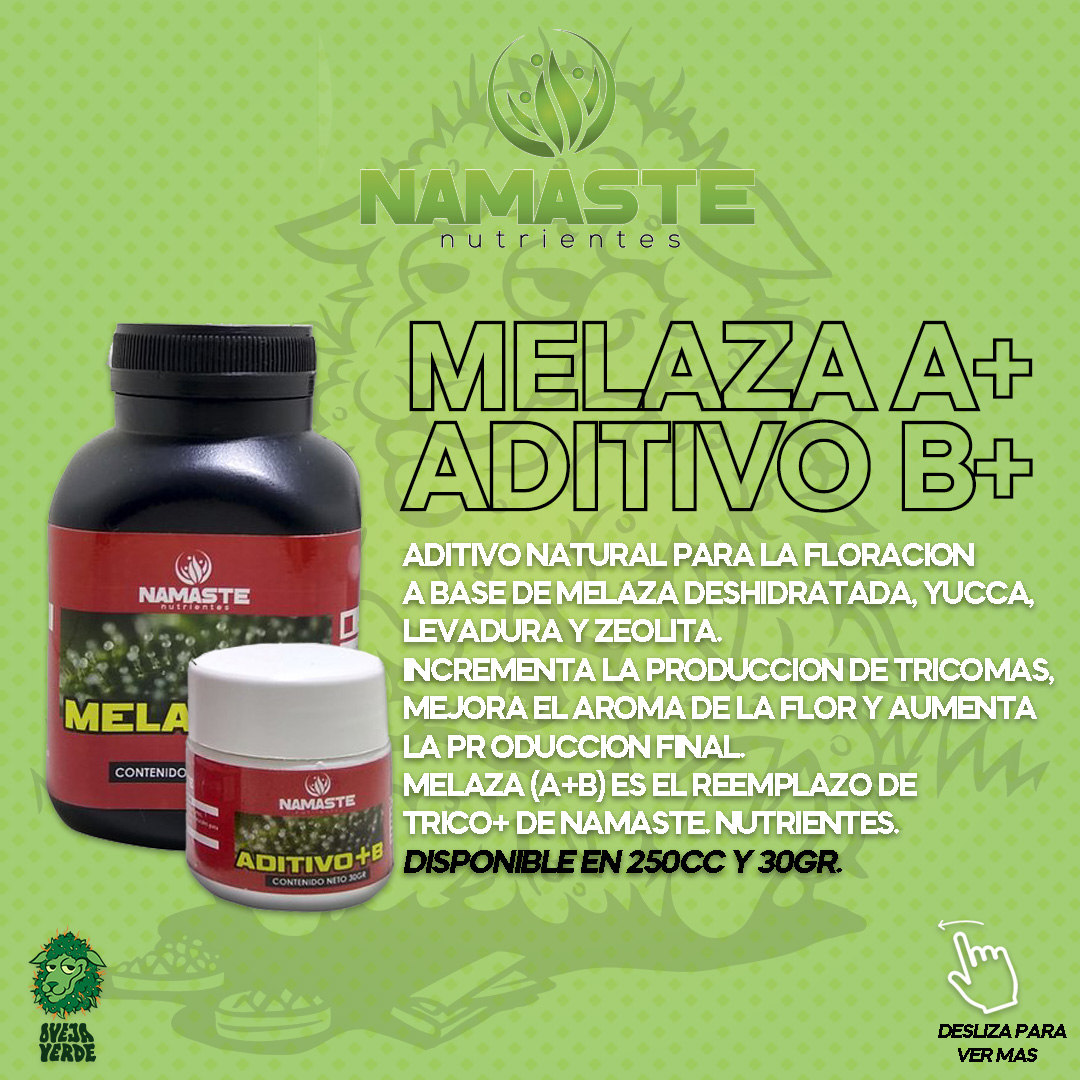 NAMASTE
nutrientes
MELAZA A+
ADITIVO B+
ADITIVO NATURAL PARA LA FLORACION
A BASE DE MELAZA DESHIDRATADA, YUCCA,
LEVADURA Y ZEOLITA.
INCREMENTA LA PRODUCCION DE TRICOMAS,
MEJORA EL AROMA DE LA FLOR Y AUMENTA
LA PR ODUCCION FINAL.
MELAZA (A+B) ES EL REEMPLAZO DE
TRICO+ DE NAMASTE. NUTRIENTES.
DISPONIBLE EN 250CC Y 30GR.
NAMASTE
nutrientes
MELA
CONTENIDO
NAMASTE
ADITIVO+B
CONTENIDO NETO 30GR
OVEJA
VERDE
DESLIZA PARA
VER MAS